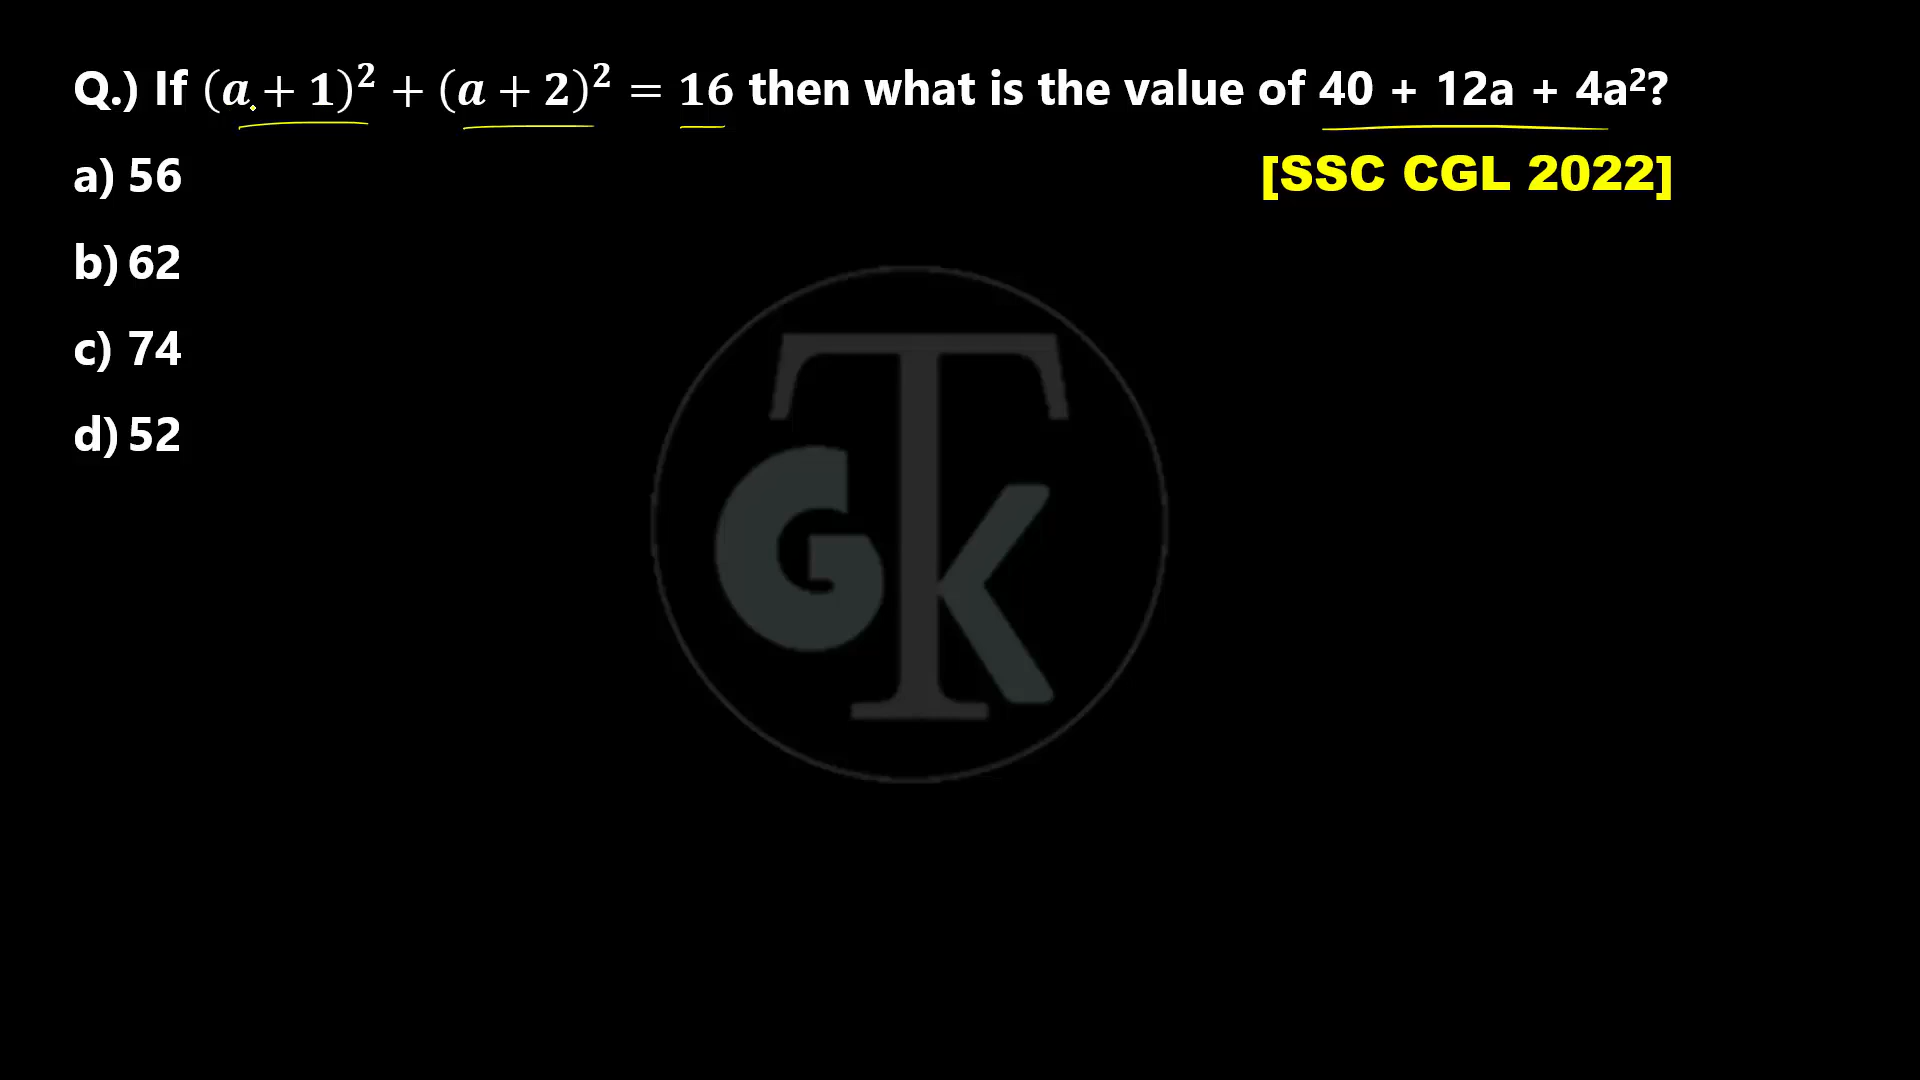 Q.) If (a + 1)² + (a + 2)² = 16 then what is the value of 40 + 12a + 4a²?
a) 56
[SSC CGL 2022]
b) 62
c) 74
d) 52
GTK